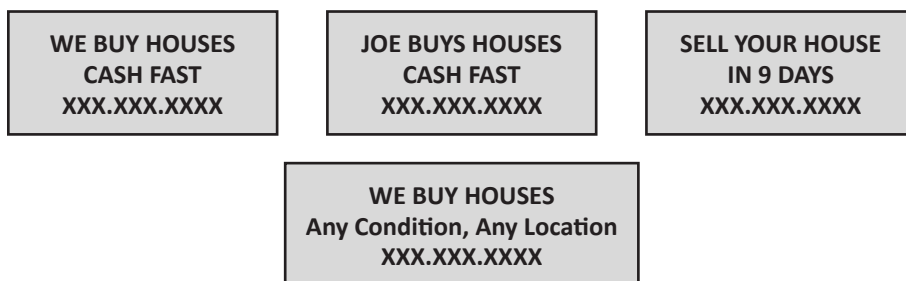 WE BUY HOUSES
CASH FAST
XXX.XXX.XXXX
JOE BUYS HOUSES
CASH FAST
XXX.XXX.XXXX
SELL YOUR HOUSE
IN 9 DAYS
XXX.XXX.XXXX
WE BUY HOUSES
Any Condition, Any Location
XXX.XXX.XXXX